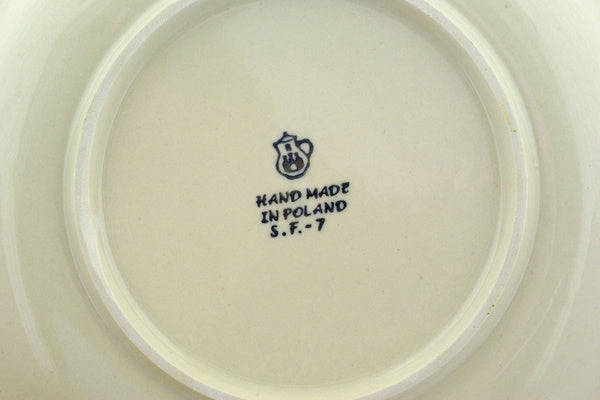 HAND MADE
IN POLAND
S.F.-7